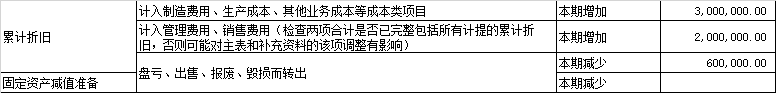 累计折旧
计入制造费用、生产成本、其他业务成本等成本类项目
本期增加
3,000,000.00
计入管理费用、销售费用（检查两项合计是否已完整包括所有计提的累计折
旧，否则可能对主表和补充资料的该项调整有影响）
本期增加
2,000,000.00
盘亏、出售、报废、毁损而转出
本期减少
600,000.00
固定资产减值准备
本期减少